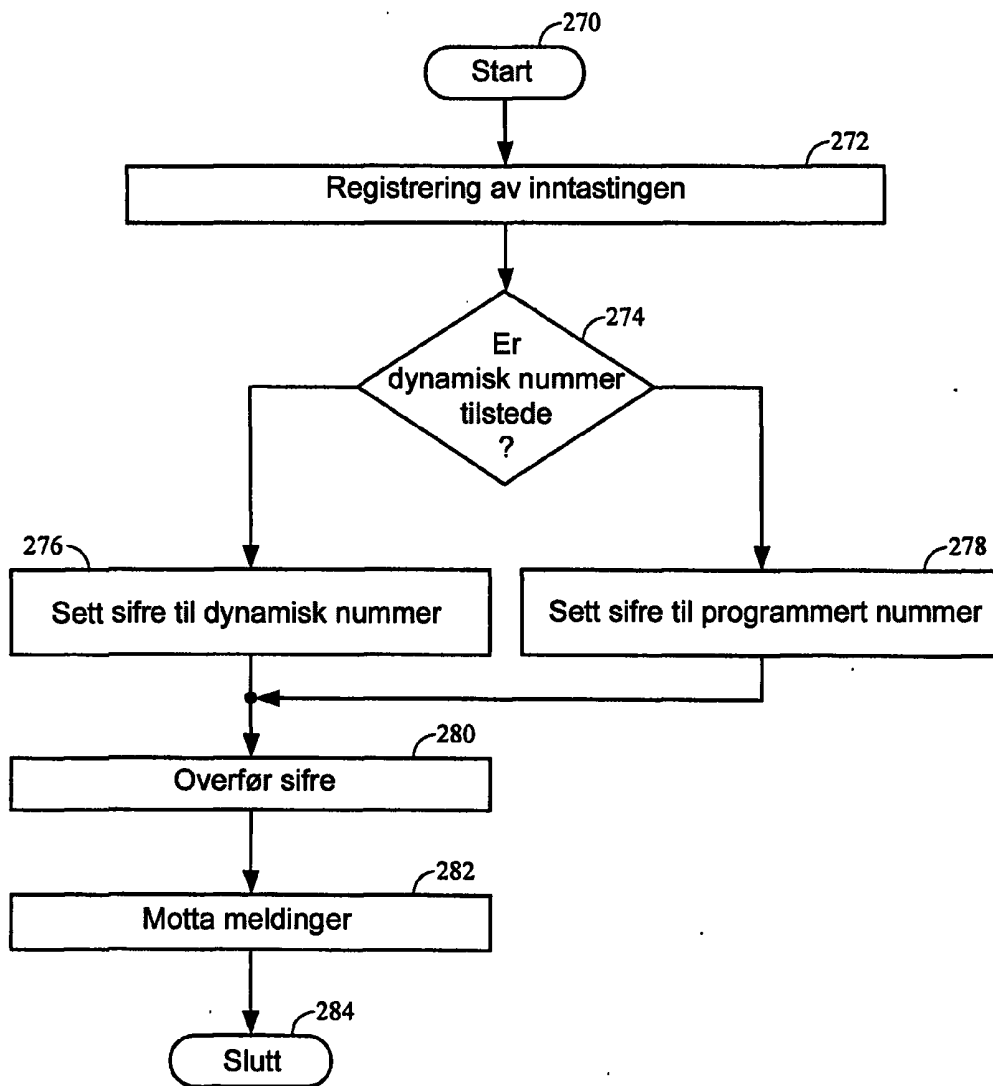 270
Start
272
Registrering av inntastingen
274
Er
dynamisk nummer
tilstede
?
276
Sett sifre til dynamisk nummer
278
Sett sifre til programmert nummer
280
Overfør sifre
282
Motta meldinger
284
Slutt